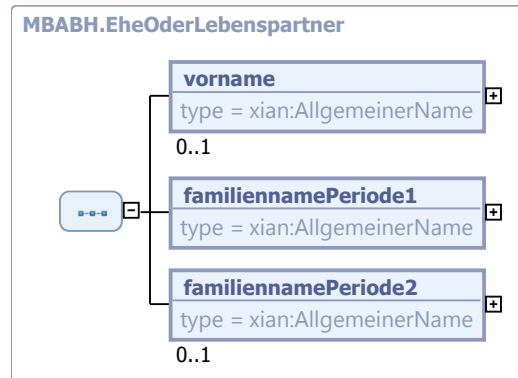 MBABH.EheOderLebenspartner
vorname
type = xian:AllgemeinerName
0..1
familiennamePeriode1
type = xian:AllgemeinerName
familiennamePeriode2
type = xian:AllgemeinerName
0..1